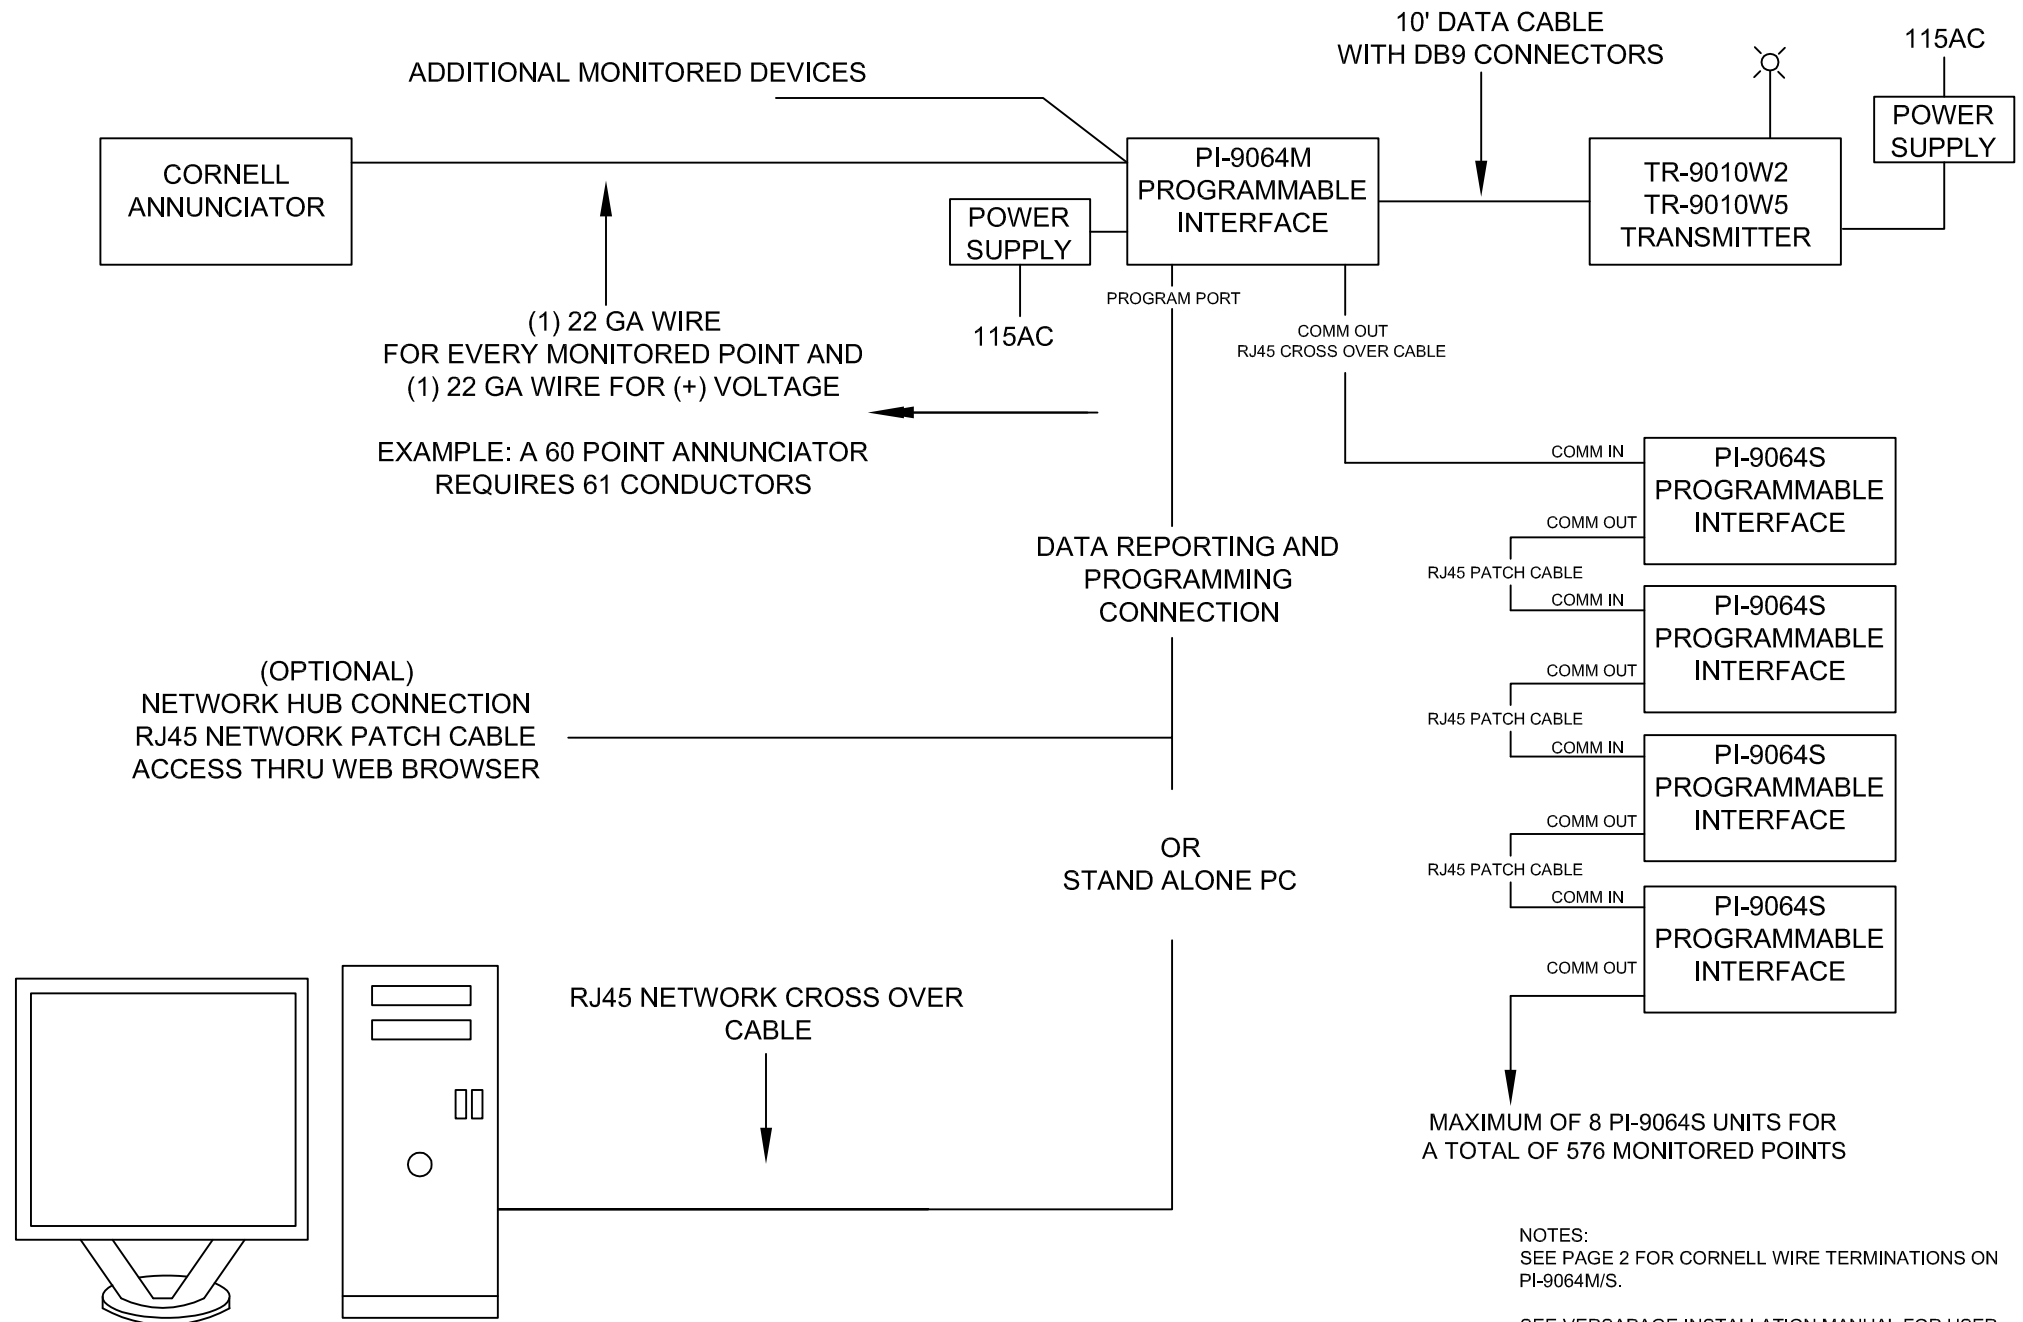 10' DATA CABLE
WITH DB9 CONNECTORS
115AC
ADDITIONAL MONITORED DEVICES
POWER
SUPPLY
CORNELL
ANNUNCIATOR
PI-9064M
PROGRAMMABLE
INTERFACE
TR-9010W2
TR-9010W5
TRANSMITTER
POWER
SUPPLY
115AC
PROGRAM PORT
COMM OUT
RJ45 CROSS OVER CABLE
(1) 22 GA WIRE
FOR EVERY MONITORED POINT AND
(1) 22 GA WIRE FOR (+) VOLTAGE
EXAMPLE: A 60 POINT ANNUNCIATOR
REQUIRES 61 CONDUCTORS
COMM IN
PI-9064S
PROGRAMMABLE
INTERFACE
COMM OUT
RJ45 PATCH CABLE
COMM IN
PI-9064S
PROGRAMMABLE
INTERFACE
COMM OUT
RJ45 PATCH CABLE
COMM IN
PI-9064S
PROGRAMMABLE
INTERFACE
COMM OUT
RJ45 PATCH CABLE
COMM IN
PI-9064S
PROGRAMMABLE
INTERFACE
COMM OUT
MAXIMUM OF 8 PI-9064S UNITS FOR
A TOTAL OF 576 MONITORED POINTS
DATA REPORTING AND
PROGRAMMING
CONNECTION
(OPTIONAL)
NETWORK HUB CONNECTION
RJ45 NETWORK PATCH CABLE
ACCESS THRU WEB BROWSER
OR
STAND ALONE PC
RJ45 NETWORK CROSS OVER
CABLE
NOTES:
SEE PAGE 2 FOR CORNELL WIRE TERMINATIONS ON
PI-9064M/S.
SEE VERSAPAGE INSTALLATION MANUAL FOR USER